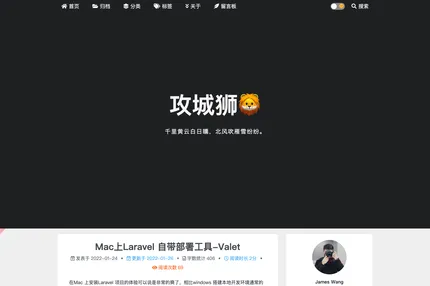 首页 归档 分类 标签 关于 留言板 搜索
攻城狮🦁
千里黄云白日曛，北风吹雁雪纷纷。
Mac上Laravel 自带部署工具-Valet
发表于 2022-01-24 • 更新于 2022-01-26 • 字数统计 408 • 阅读时长 2分 •
阅读次数 65
在Mac 上安装Laravel 项目的体验可以说是非常的爽了，相比windows 搭建本地开发环境通常的
James Wang